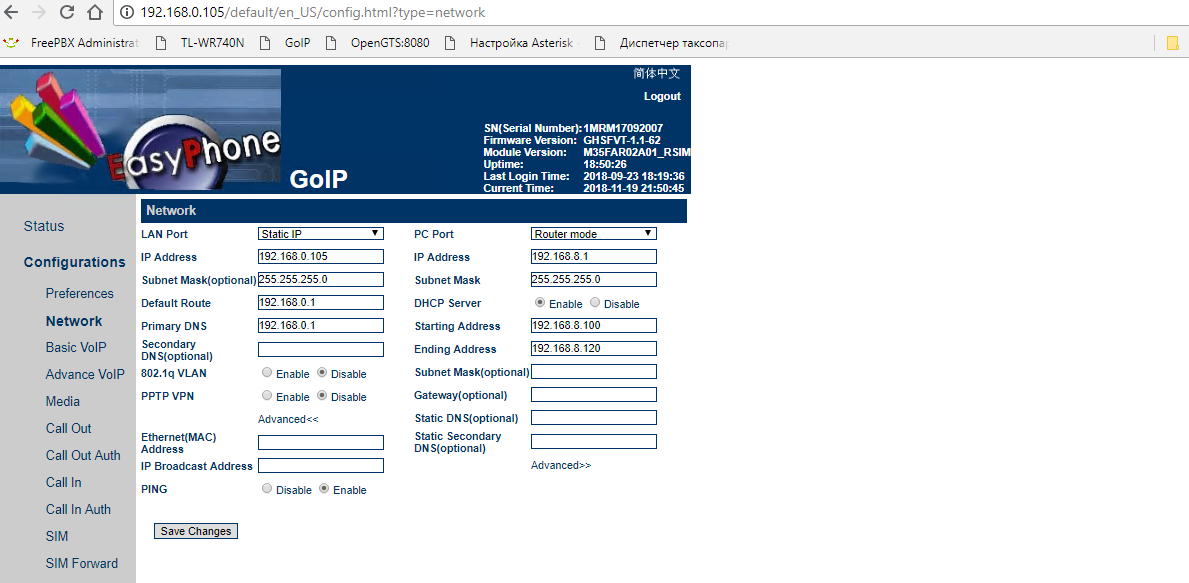 192.168.0.105/default/en_US/config.html?type=network
FreePBX Administrat TL-WR740N GoIP OpenGTS:8080 Настройка Asterisk Диспетчер таксопар
简体中文
Logout
EasyPhone
GoIP
SN(Serial Number): 1MRM17092007
Firmware Version: GHSFVT-1.1-62
Module Version: M35FAR02A01_RSIM
Uptime: 18:50:26
Last Login Time: 2018-09-23 18:19:36
Current Time: 2018-11-19 21:50:45
Status
Configurations
Preferences
Network
Basic VoIP
Advance VoIP
Media
Call Out
Call Out Auth
Call In
Call In Auth
SIM
SIM Forward
Network
LAN Port Static IP
IP Address 192.168.0.105
Subnet Mask(optional) 255.255.255.0
Default Route 192.168.0.1
Primary DNS 192.168.0.1
Secondary
DNS(optional)
802.1q VLAN Enable Disable
PPTP VPN Enable Disable
Advanced<<
Ethernet(MAC)
Address
IP Broadcast Address
PING Disable Enable
PC Port Router mode
IP Address 192.168.8.1
Subnet Mask 255.255.255.0
DHCP Server Enable Disable
Starting Address 192.168.8.100
Ending Address 192.168.8.120
Subnet Mask(optional)
Gateway(optional)
Static DNS(optional)
Static Secondary
DNS(optional)
Advanced>>
Save Changes